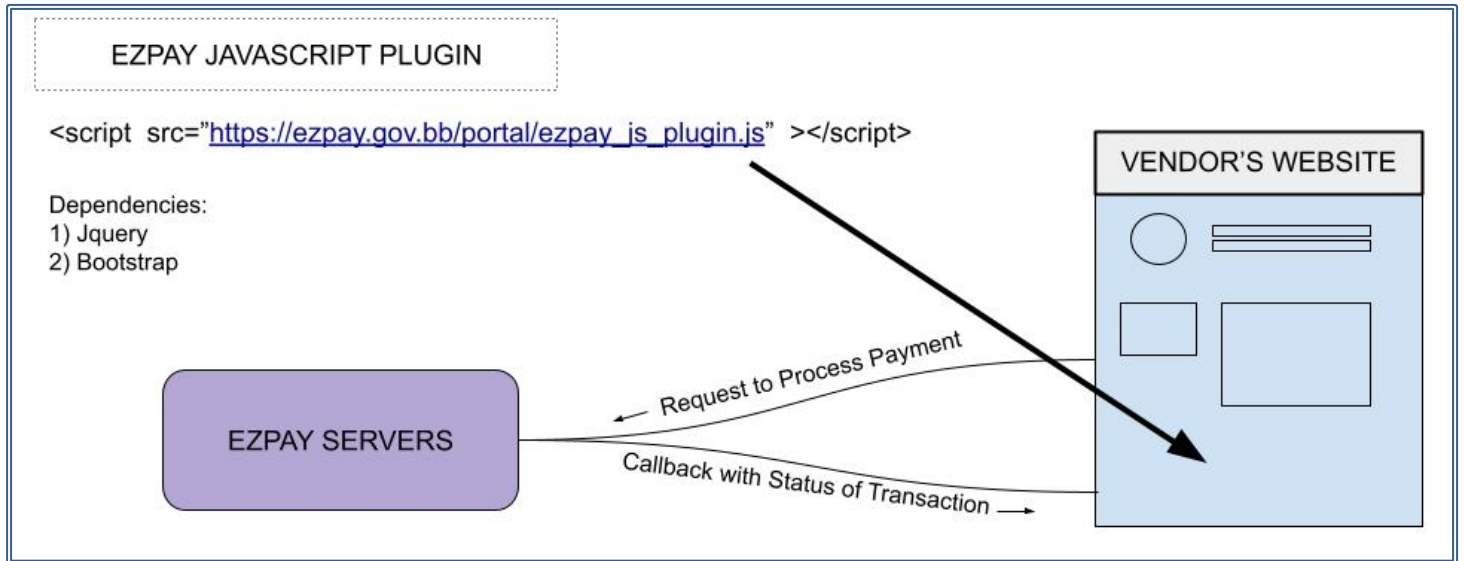 EZPAY JAVASCRIPT PLUGIN
<script src=”https://ezpay.gov.bb/portal/ezpay_js_plugin.js” ></script>
Dependencies:
1) Jquery
2) Bootstrap
VENDOR'S WEBSITE
Request to Process Payment
EZPAY SERVERS
Callback with Status of Transaction